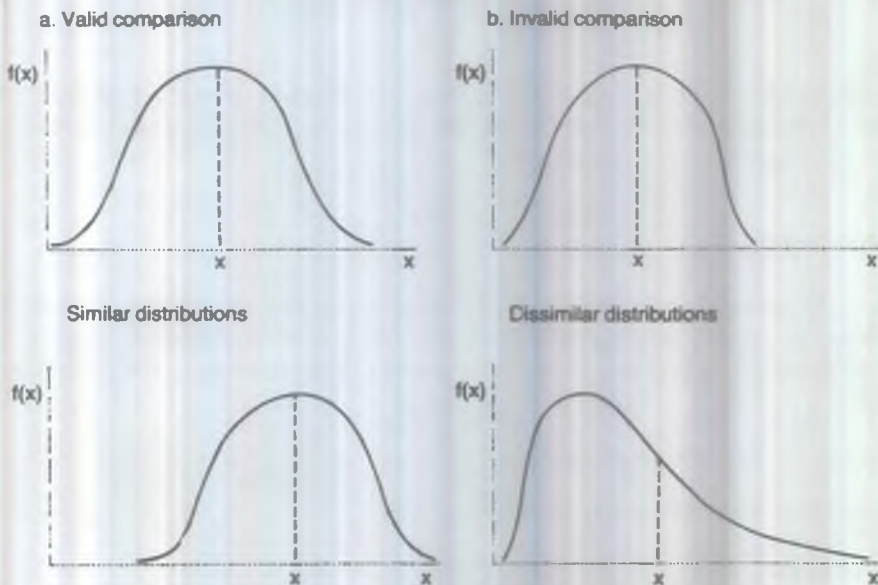 a. Valid comparison
f(x)
x
x
Similar distributions
f(x)
x
x
b. Invalid comparison
f(x)
x
x
Dissimilar distributions
f(x)
x
x